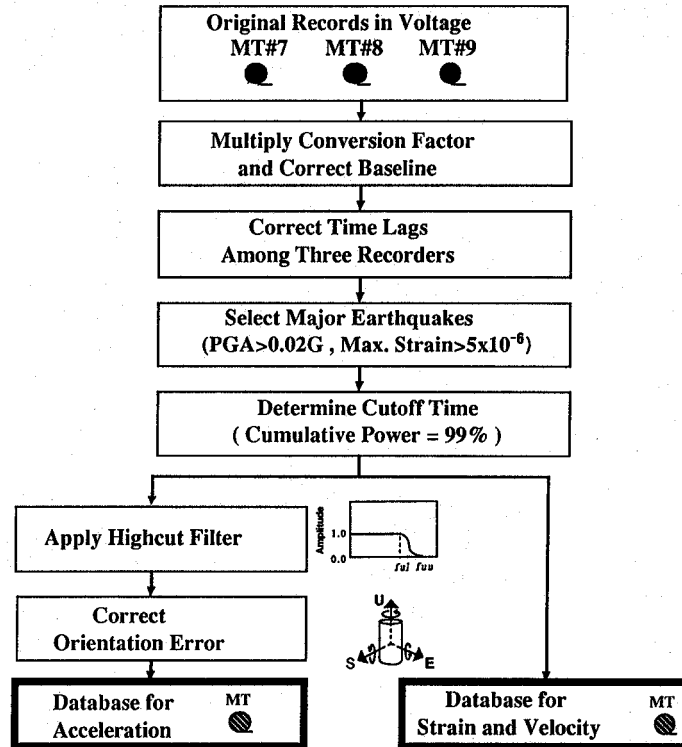 Original Records in Voltage
MT#7 MT#8 MT#9
Multiply Conversion Factor
and Correct Baseline
Correct Time Lags
Among Three Recorders
Select Major Earthquakes
(PGA>0.02G , Max. Strain>5x10⁻⁶)
Determine Cutoff Time
( Cumulative Power = 99% )
Apply Highcut Filter
Amplitude
1.0
0.0
ful fuu
Correct
Orientation Error
U
S E
Database for MT
Acceleration
Database for MT
Strain and Velocity